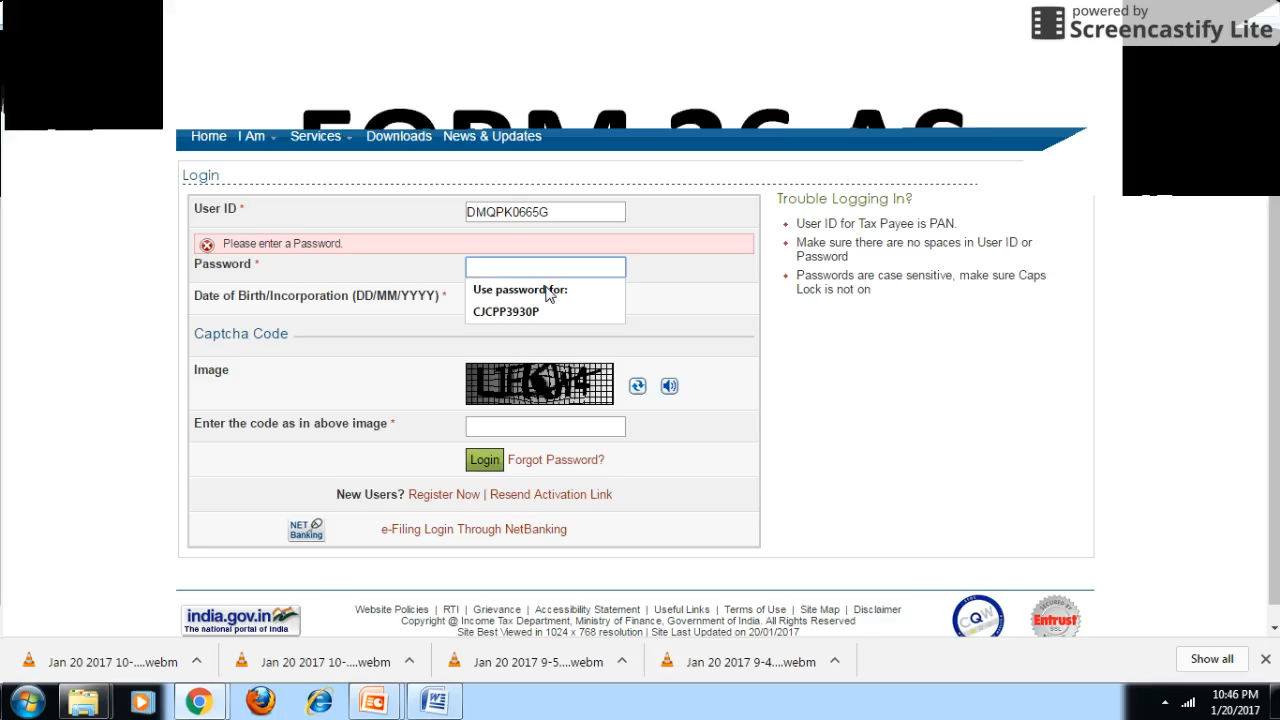 powered by
Screencastify Lite
FORM 26 AS
Home I Am Services Downloads News & Updates
Login
User ID *
DMQPK0665G
Please enter a Password.
Password *
Use password for:
CJCPP3930P
Date of Birth/Incorporation (DD/MM/YYYY) *
Trouble Logging In?
User ID for Tax Payee is PAN.
Make sure there are no spaces in User ID or
Password
Passwords are case sensitive, make sure Caps
Lock is not on
Captcha Code
Image
Enter the code as in above image *
Login Forgot Password?
New Users? Register Now | Resend Activation Link
NET
Banking
e-Filing Login Through NetBanking
india.gov.in
The national portal of India
Website Policies | RTI | Grievance | Accessibility Statement | Useful Links | Terms of Use | Site Map | Disclaimer
Copyright @ Income Tax Department, Ministry of Finance, Government of India. All Rights Reserved
Site Best Viewed in 1024 x 768 resolution | Site Last Updated on 20/01/2017
CQW
SECURED BY
Entrust
SSL
Jan 20 2017 10-....webm
Jan 20 2017 10-....webm
Jan 20 2017 9-5....webm
Jan 20 2017 9-4....webm
Show all
10:46 PM
1/20/2017